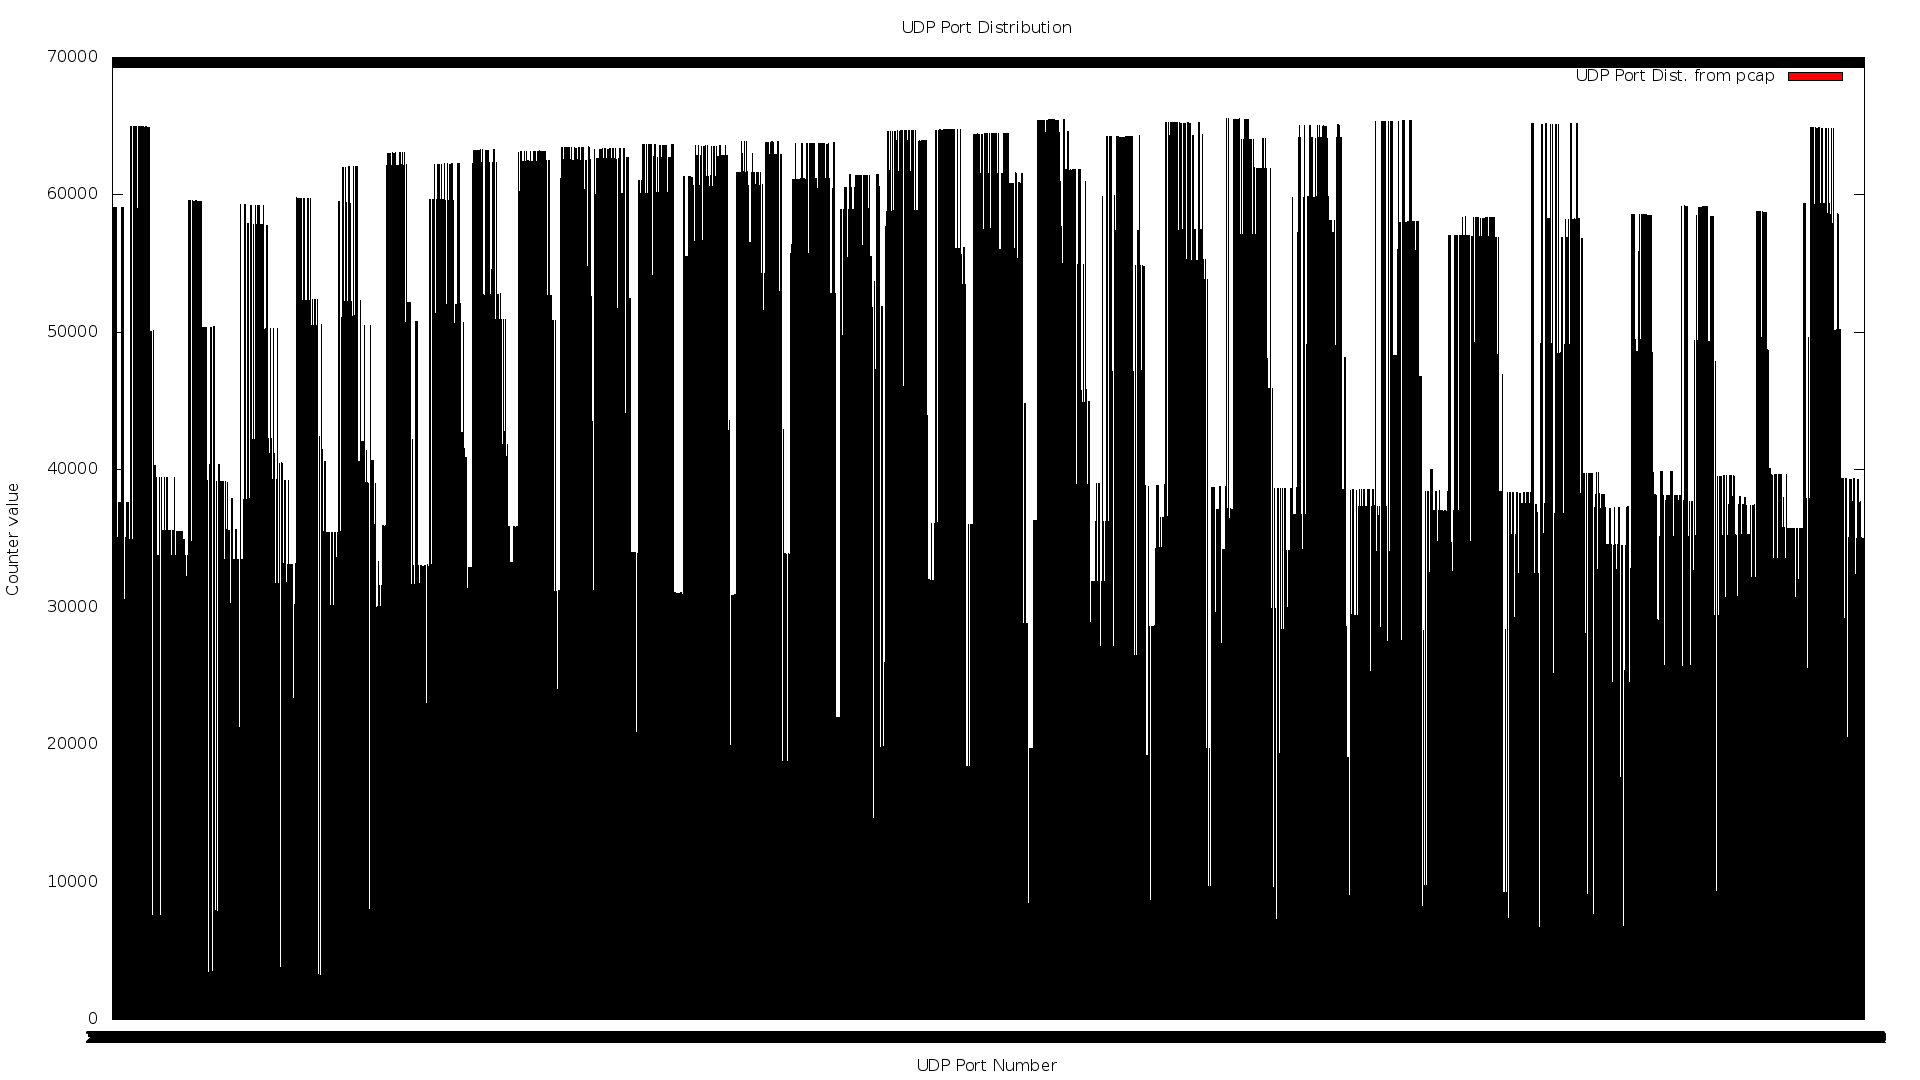 UDP Port Distribution
70000
UDP Port Dist. from pcap
60000
50000
40000
30000
20000
10000
0
Counter value
UDP Port Number